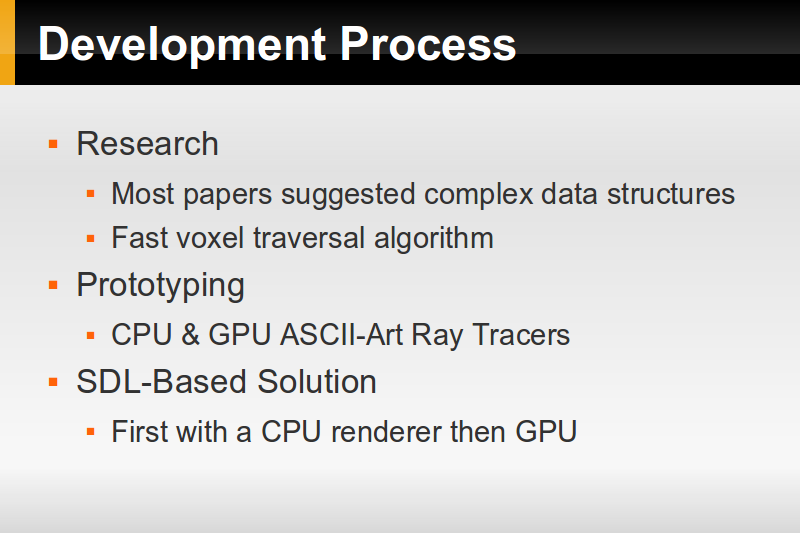 Development Process
Research
Most papers suggested complex data structures
Fast voxel traversal algorithm
Prototyping
CPU & GPU ASCII-Art Ray Tracers
SDL-Based Solution
First with a CPU renderer then GPU